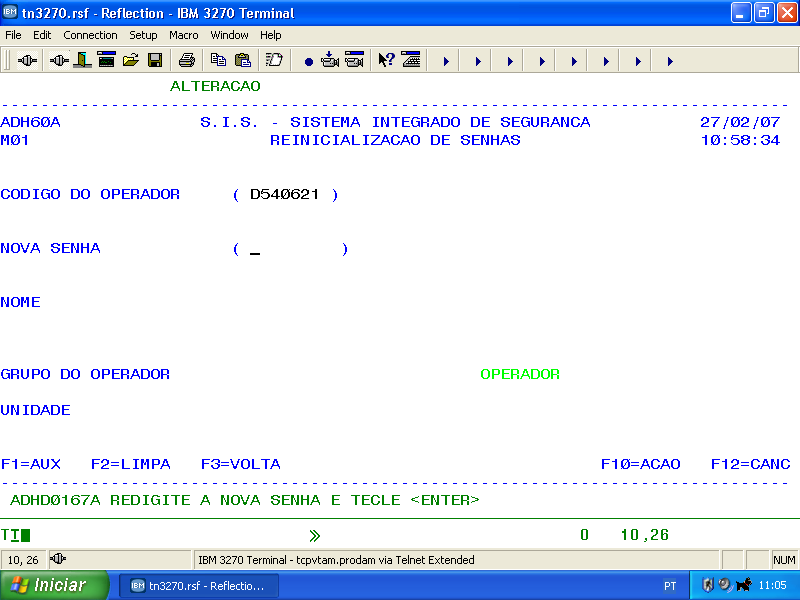 tn3270.rsf - Reflection - IBM 3270 Terminal
File Edit Connection Setup Macro Window Help
ALTERACAO
ADH60A S.I.S. - SISTEMA INTEGRADO DE SEGURANCA 27/02/07
M01 REINICIALIZACAO DE SENHAS 10:58:34
CODIGO DO OPERADOR ( D540621 )
NOVA SENHA ( _ )
NOME
GRUPO DO OPERADOR OPERADOR
UNIDADE
F1=AUX F2=LIMPA F3=VOLTA F10=ACAO F12=CANC
ADHD0167A REDIGITE A NOVA SENHA E TECLE <ENTER>
TI » 0 10,26
10, 26 IBM 3270 Terminal - tcpvtam.prodam via Telnet Extended NUM
Iniciar IBM tn3270.rsf - Reflectio... PT 11:05